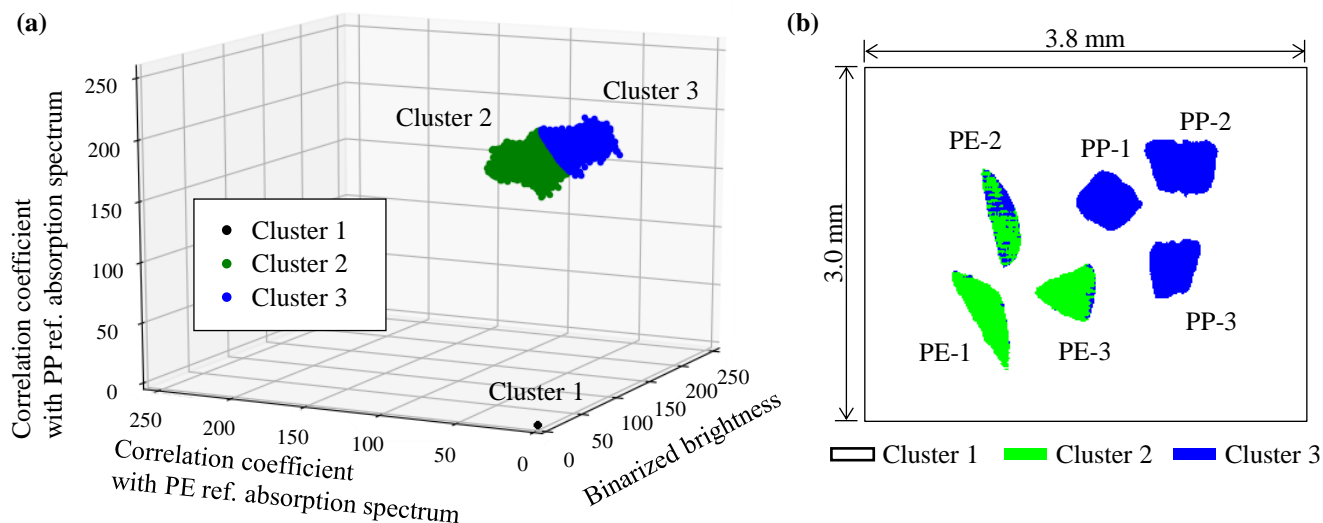 (a)
250
200
150
100
50
0
Correlation coefficient
with PP ref. absorption spectrum
Cluster 2
Cluster 3
Cluster 1
Cluster 2
Cluster 3
Cluster 1
250
200
150
100
50
0
Correlation coefficient
with PE ref. absorption spectrum
0
50
100
150
200
250
Binarized brightness
(b)
3.8 mm
3.0 mm
PE-2
PP-1
PP-2
PE-1
PE-3
PP-3
Cluster 1
Cluster 2
Cluster 3